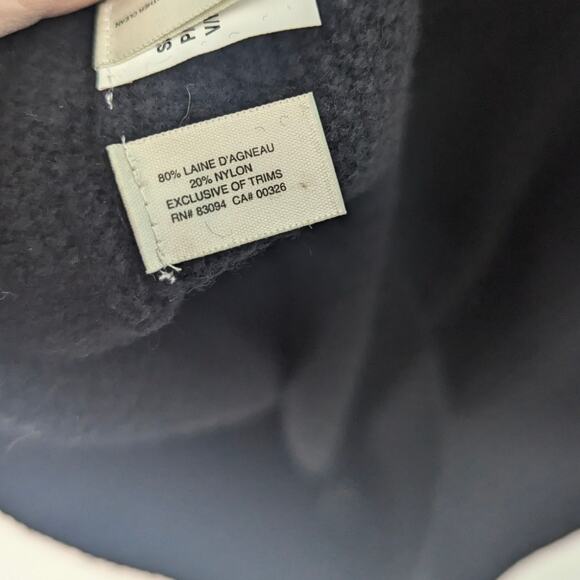 80% LAINE D'AGNEAU
20% NYLON
EXCLUSIVE OF TRIMS
RN# 83094 CA# 00326